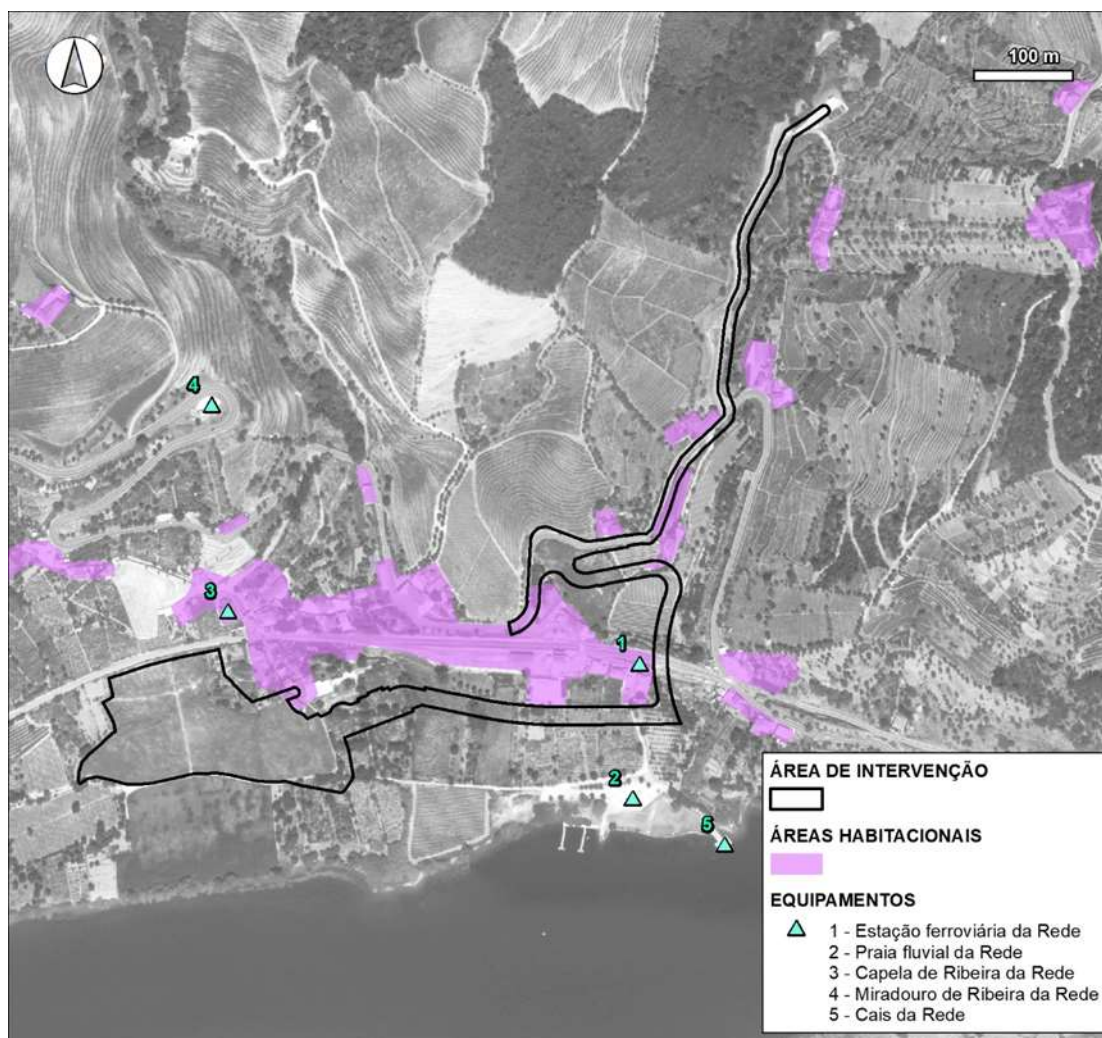 100 m
4
3
1
2
5
ÁREA DE INTERVENÇÃO
ÁREAS HABITACIONAIS
EQUIPAMENTOS
1 - Estação ferroviária da Rede
2 - Praia fluvial da Rede
3 - Capela de Ribeira da Rede
4 - Miradouro de Ribeira da Rede
5 - Cais da Rede